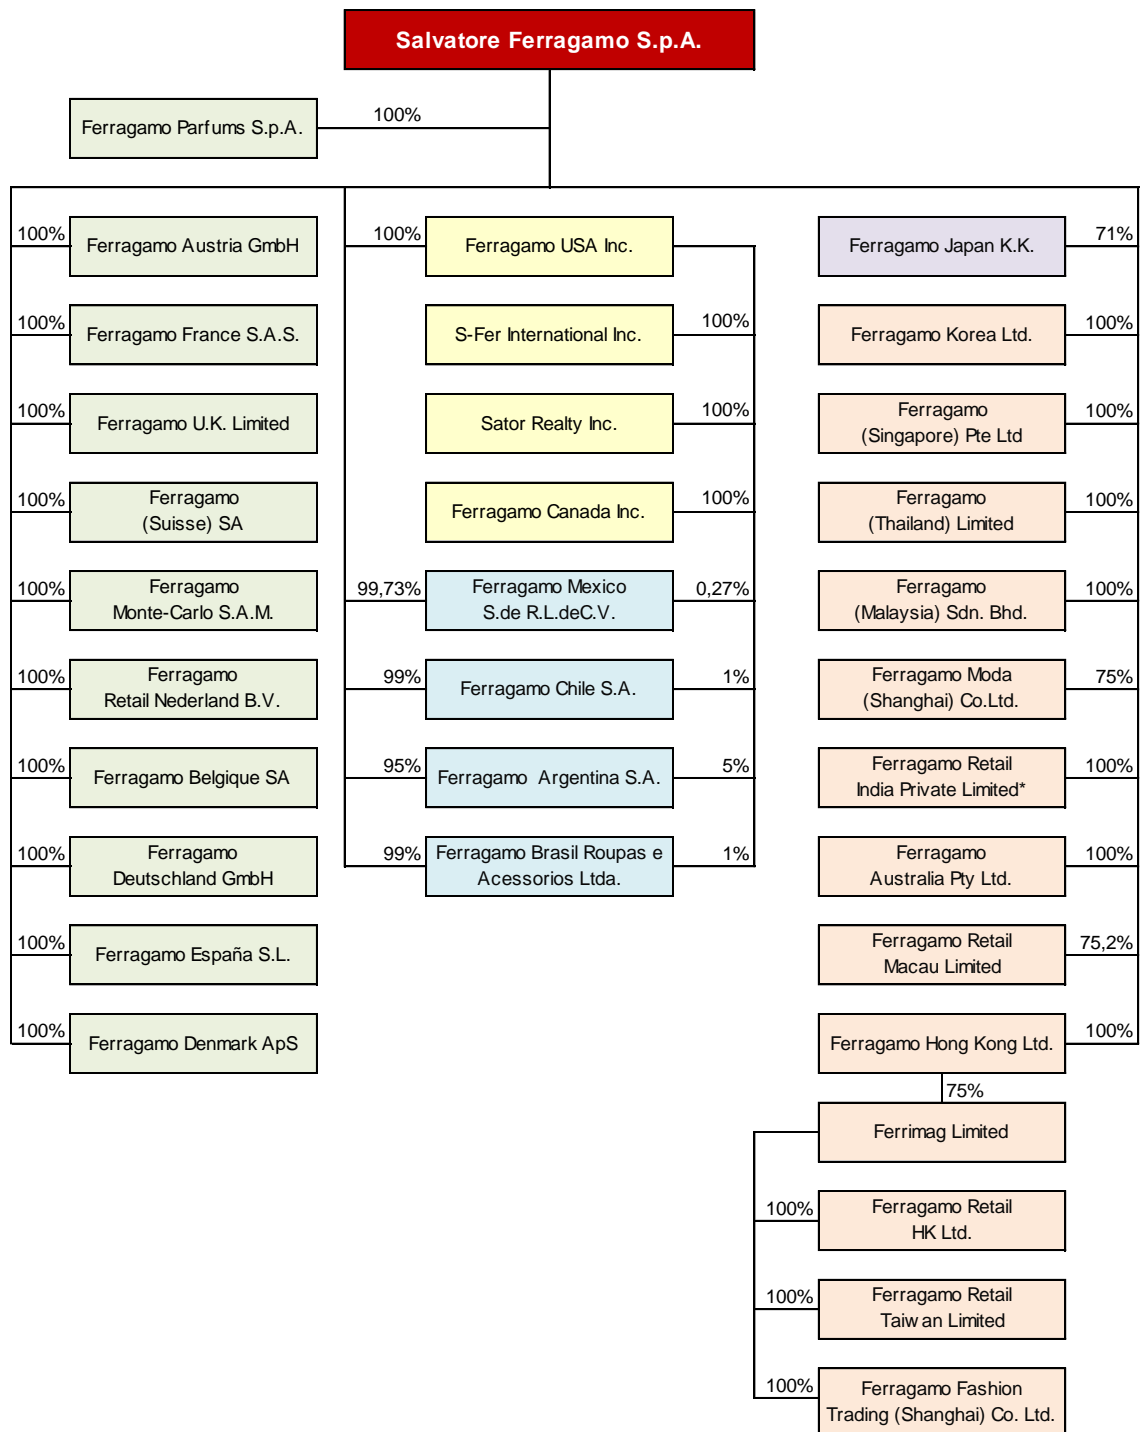 Salvatore Ferragamo S.p.A.
Ferragamo Parfums S.p.A.
100%
100%
Ferragamo Austria GmbH
100%
Ferragamo USA Inc.
Ferragamo Japan K.K.
71%
100%
Ferragamo France S.A.S.
S-Fer International Inc.
100%
Ferragamo Korea Ltd.
100%
100%
Ferragamo U.K. Limited
Sator Realty Inc.
100%
Ferragamo
(Singapore) Pte Ltd
100%
100%
Ferragamo
(Suisse) SA
Ferragamo Canada Inc.
100%
Ferragamo
(Thailand) Limited
100%
100%
Ferragamo
Monte-Carlo S.A.M.
99,73%
Ferragamo Mexico
S.de R.L.deC.V.
0,27%
Ferragamo
(Malaysia) Sdn. Bhd.
100%
100%
Ferragamo
Retail Nederland B.V.
99%
Ferragamo Chile S.A.
1%
Ferragamo Moda
(Shanghai) Co.Ltd.
75%
100%
Ferragamo Belgique SA
95%
Ferragamo Argentina S.A.
5%
Ferragamo Retail
India Private Limited*
100%
100%
Ferragamo
Deutschland GmbH
99%
Ferragamo Brasil Roupas e
Acessorios Ltda.
1%
Ferragamo
Australia Pty Ltd.
100%
100%
Ferragamo España S.L.
Ferragamo Retail
Macau Limited
75,2%
100%
Ferragamo Denmark ApS
Ferragamo Hong Kong Ltd.
100%
75%
Ferrimag Limited
100%
Ferragamo Retail
HK Ltd.
100%
Ferragamo Retail
Taiwan Limited
100%
Ferragamo Fashion
Trading (Shanghai) Co. Ltd.